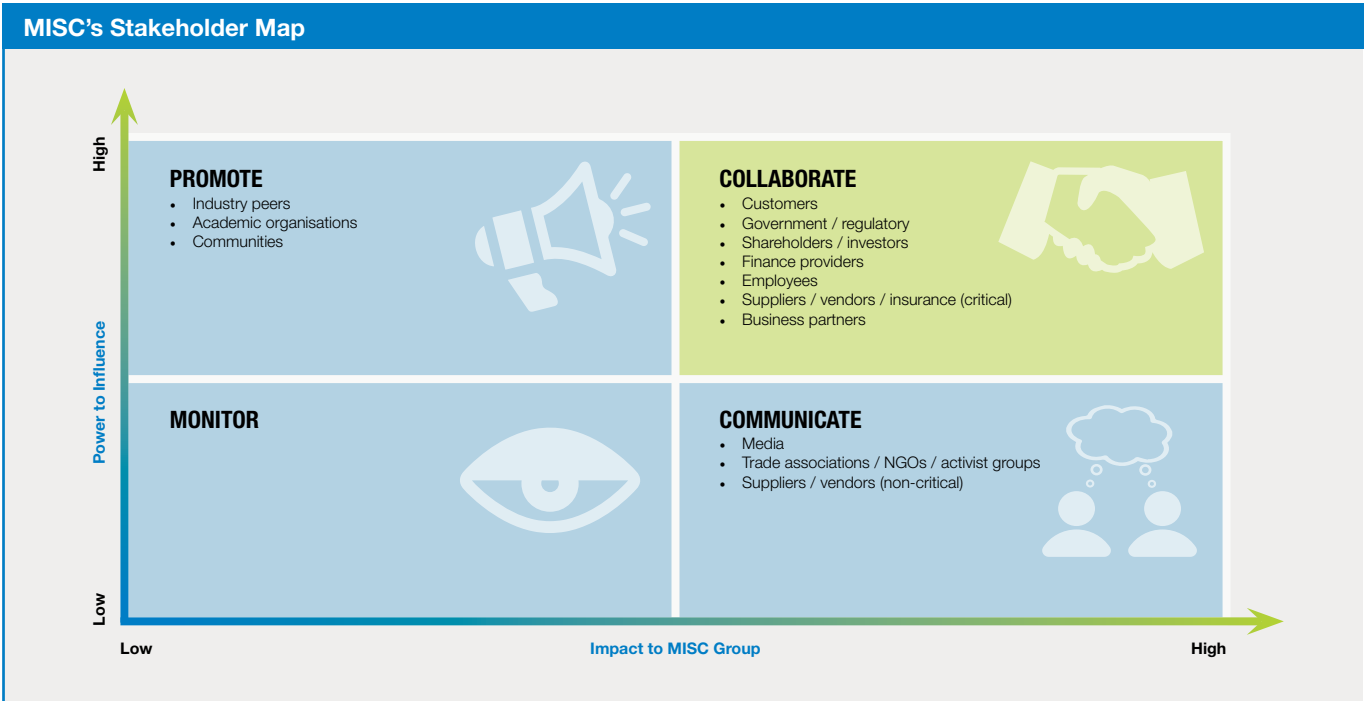 MISC's Stakeholder Map
High
Power to Influence
Low
PROMOTE
• Industry peers
• Academic organisations
• Communities
COLLABORATE
• Customers
• Government / regulatory
• Shareholders / investors
• Finance providers
• Employees
• Suppliers / vendors / insurance (critical)
• Business partners
MONITOR
COMMUNICATE
• Media
• Trade associations / NGOs / activist groups
• Suppliers / vendors (non-critical)
Low
Impact to MISC Group
High